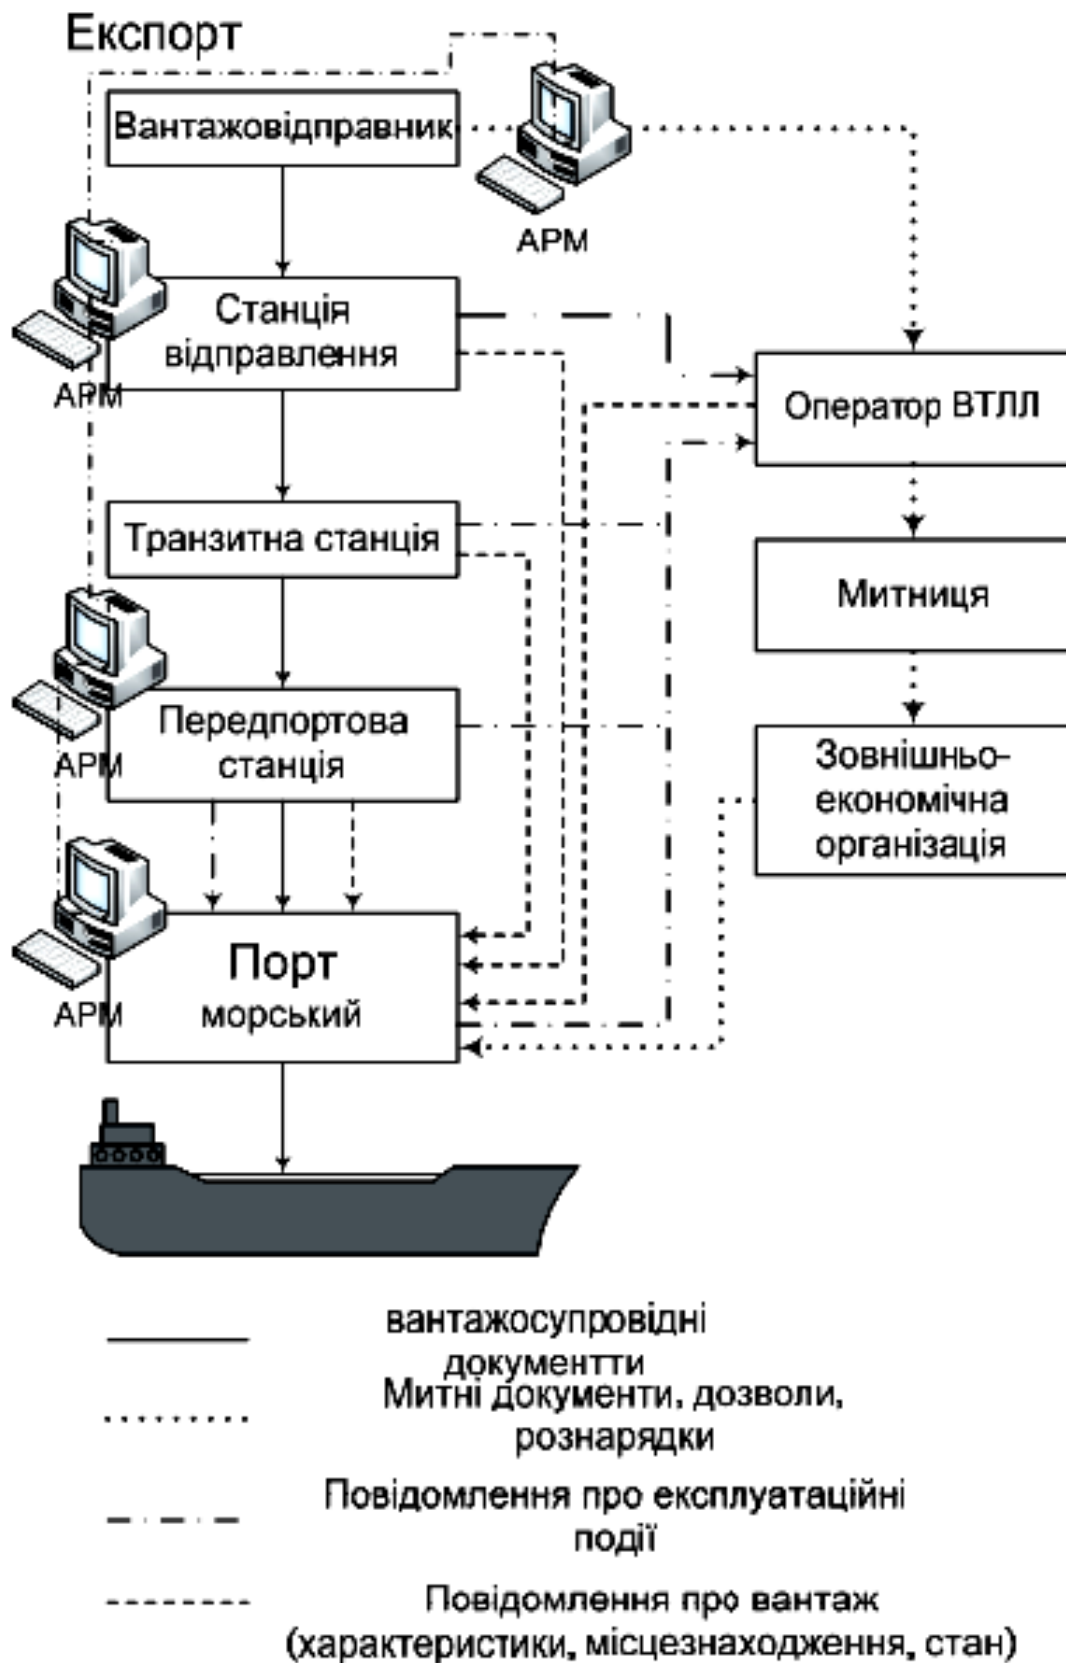 Експорт
Вантажовідправник
АРМ
Станція
відправлення
АРМ
Оператор ВТЛЛ
Транзитна станція
Митниця
Передпортова
станція
АРМ
Зовнішньо-
економічна
організація
Порт
морський
АРМ
вантажосупровідні
документти
Митні документи, дозволи,
рознарядки
Повідомлення про експлуатаційні
події
Повідомлення про вантаж
(характеристики, місцезнаходження, стан)